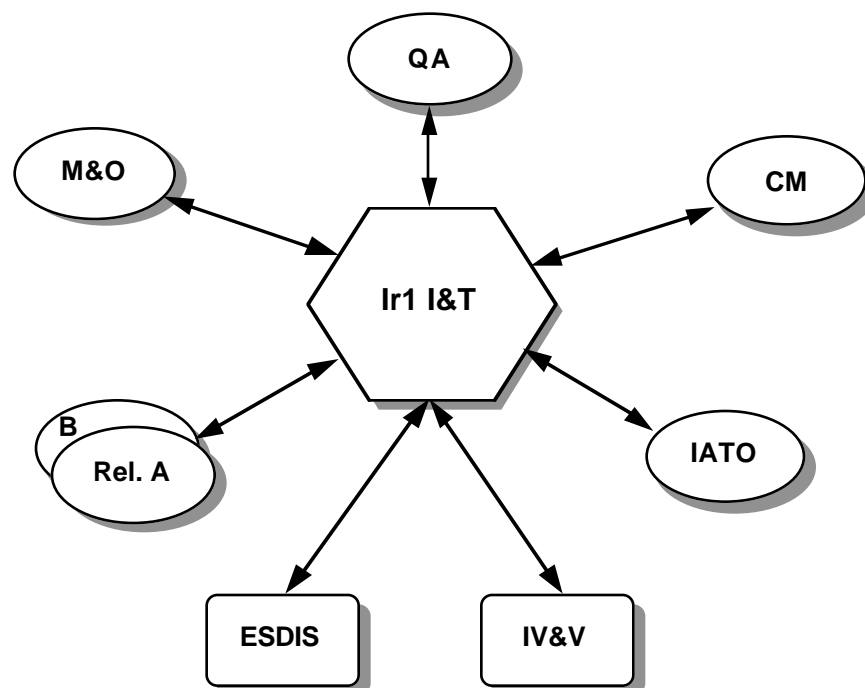 QA
M&O
CM
Ir1 I&T
B
Rel. A
IATO
ESDIS
IV&V